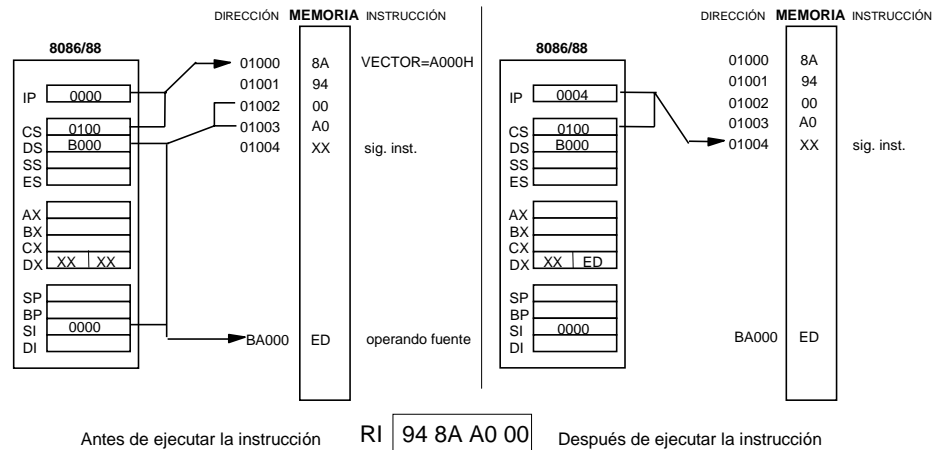 DIRECCIÓN MEMORIA INSTRUCCIÓN
8086/88
01000 8A VECTOR=A000H
01001 94
IP 0000
01002 00
CS 0100
01003 A0
DS B000
01004 XX sig. inst.
SS
ES
AX
BX
CX
DX XX XX
SP
BP
SI 0000
DI
BA000 ED operando fuente
Antes de ejecutar la instrucción
DIRECCIÓN MEMORIA INSTRUCCIÓN
8086/88
01000 8A
01001 94
IP 0004
01002 00
CS 0100
01003 A0
DS B000
01004 XX sig. inst.
SS
ES
AX
BX
CX
DX XX ED
SP
BP
SI 0000
DI
BA000 ED
RI 94 8A A0 00
Después de ejecutar la instrucción